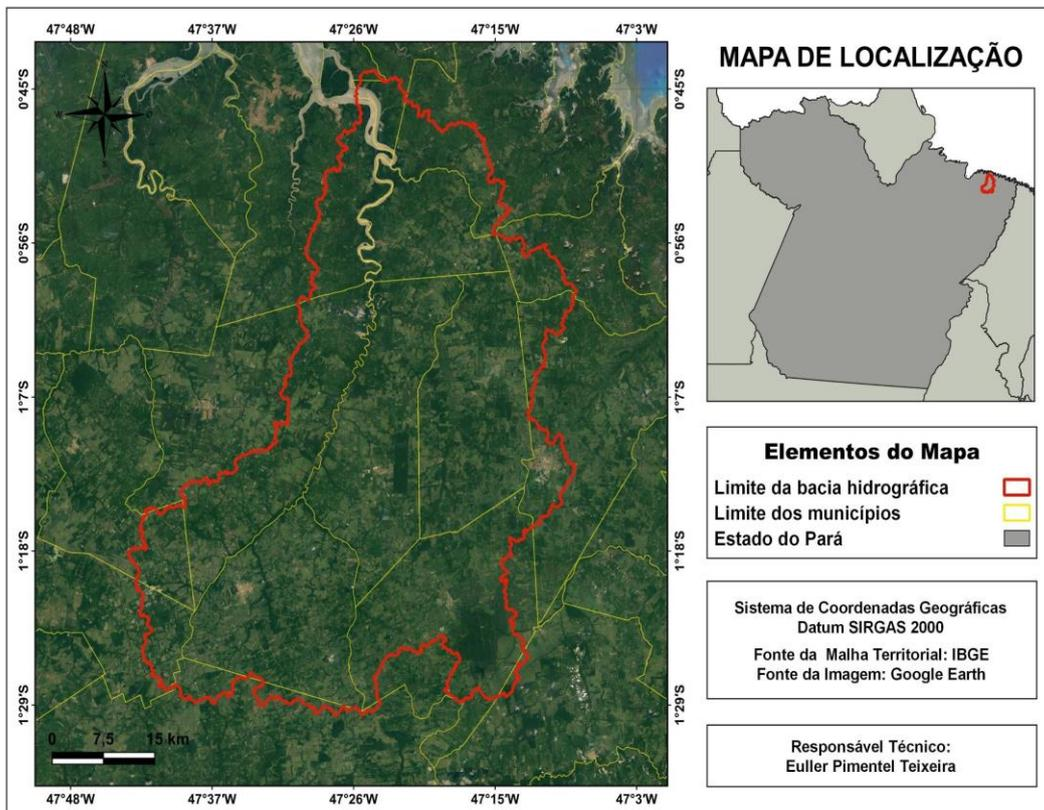 47°48'W 47°37'W 47°26'W 47°15'W 47°3'W
0°45'S
0°56'S
1°7'S
1°18'S
1°29'S
0 7,5 15 km
0°45'S
0°56'S
1°7'S
1°18'S
1°29'S
47°48'W 47°37'W 47°26'W 47°15'W 47°3'W
MAPA DE LOCALIZAÇÃO
Elementos do Mapa
Limite da bacia hidrográfica
Limite dos municípios
Estado do Pará
Sistema de Coordenadas Geográficas
Datum SIRGAS 2000
Fonte da Malha Territorial: IBGE
Fonte da Imagem: Google Earth
Responsável Técnico:
Euller Pimentel Teixeira